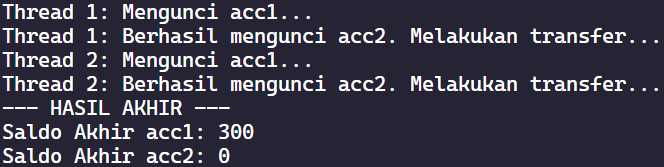 Thread 1: Mengunci acc1...
Thread 1: Berhasil mengunci acc2. Melakukan transfer...
Thread 2: Mengunci acc1...
Thread 2: Berhasil mengunci acc2. Melakukan transfer...
--- HASIL AKHIR ---
Saldo Akhir acc1: 300
Saldo Akhir acc2: 0